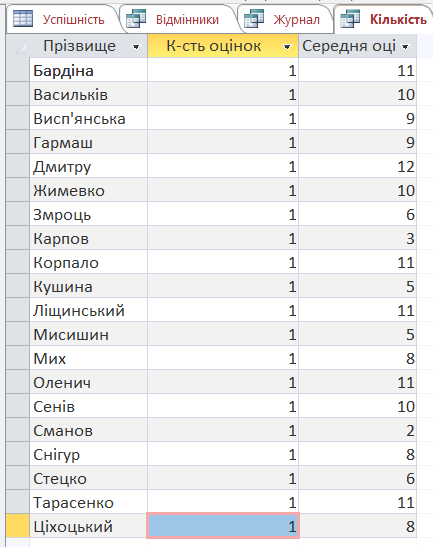 Успішність Відмінники Журнал Кількість
Прізвище К-сть оцінок Середня оці
Бардіна 1 11
Васильків 1 10
Висп'янська 1 9
Гармаш 1 9
Дмитру 1 12
Жимевко 1 10
Змроць 1 6
Карпов 1 3
Корпало 1 11
Кушина 1 5
Ліщинський 1 11
Мисишин 1 5
Мих 1 8
Оленич 1 11
Сенів 1 10
Сманов 1 2
Снігур 1 8
Стецко 1 6
Тарасенко 1 11
Ціхоцький 1 8